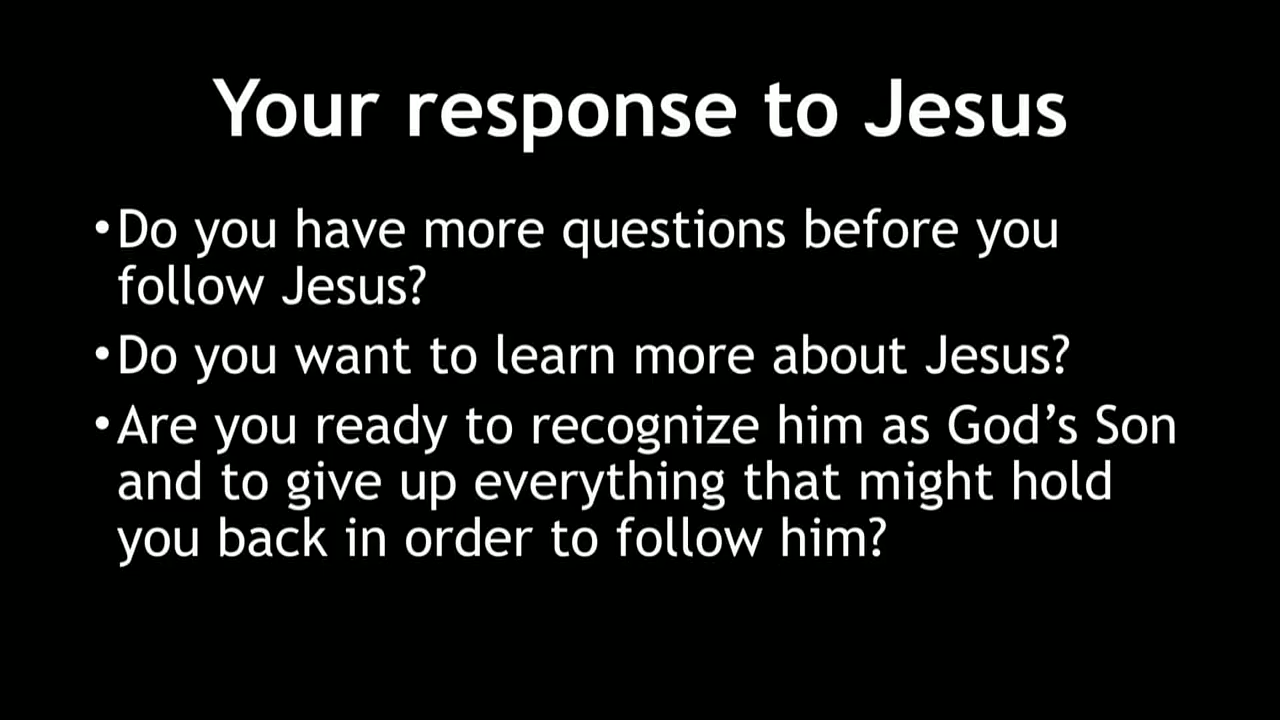 Your response to Jesus
•Do you have more questions before you
follow Jesus?
•Do you want to learn more about Jesus?
•Are you ready to recognize him as God’s Son
and to give up everything that might hold
you back in order to follow him?